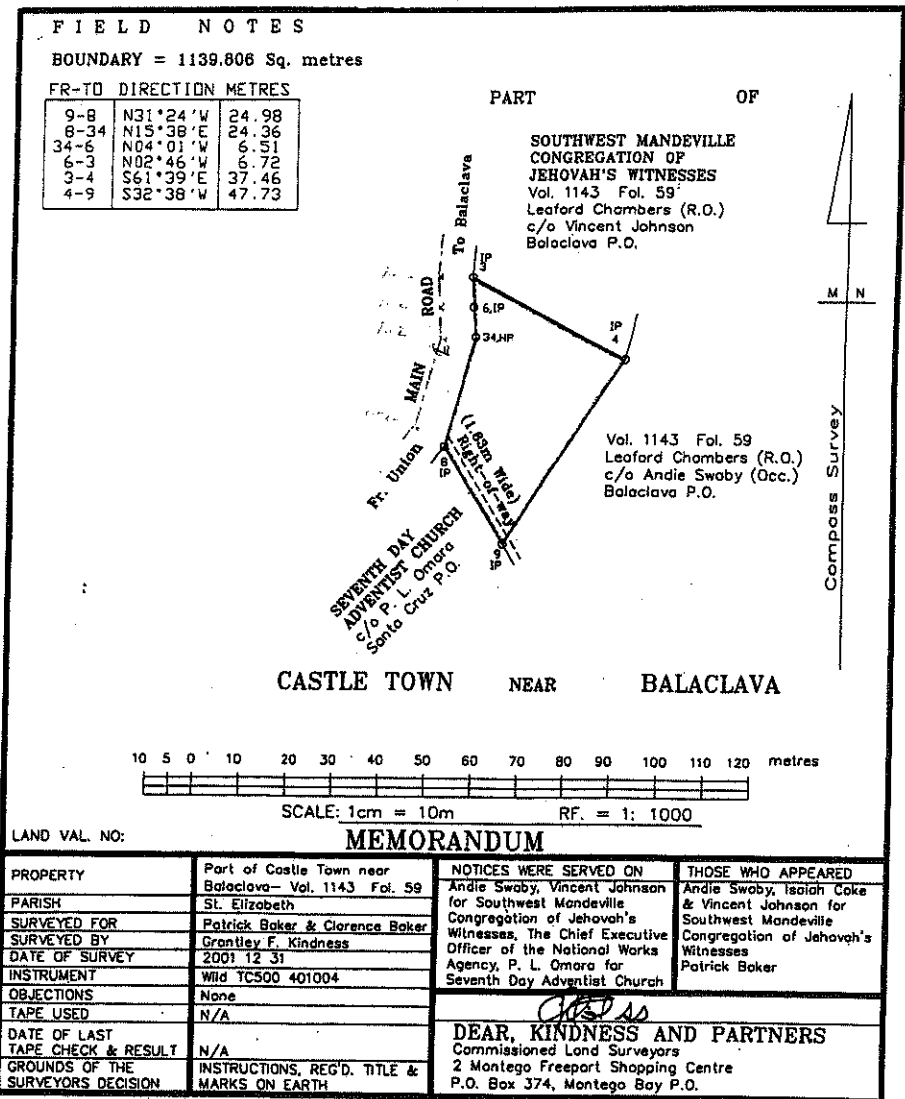 FIELD NOTES
BOUNDARY = 1139.806 Sq. metres
FR-TO DIRECTION METRES
9-8 N31°24'W 24.98
8-34 N15°38'E 24.36
34-6 N04°01'W 6.51
6-3 N02°46'W 6.72
3-4 S61°39'E 37.46
4-9 S32°38'W 47.73
PART OF
SOUTHWEST MANDEVILLE
CONGREGATION OF
JEHOVAH'S WITNESSES
Vol. 1143 Fol. 59
Leaford Chambers (R.O.)
c/o Vincent Johnson
Balaclava P.O.
To Balaclava
MAIN ROAD
Fr. Union
IP
3
6,IP
34,NP
IP
4
8
IP
9
IP
(1.83m Wide)
Right-of-way
M N
Compass Survey
Vol. 1143 Fol. 59
Leaford Chambers (R.O.)
c/o Andie Swaby (Occ.)
Balaclava P.O.
SEVENTH DAY
ADVENTIST CHURCH
c/o P. L. Omara
Santa Cruz P.O.
CASTLE TOWN NEAR BALACLAVA
10 5 0 10 20 30 40 50 60 70 80 90 100 110 120 metres
SCALE: 1cm = 10m RF. = 1: 1000
LAND VAL. NO: MEMORANDUM
PROPERTY
Part of Castle Town near
Balaclava- Vol. 1143 Fol. 59
PARISH
St. Elizabeth
SURVEYED FOR
Patrick Baker & Clarence Baker
SURVEYED BY
Grantley F. Kindness
DATE OF SURVEY
2001 12 31
INSTRUMENT
Wild TC500 401004
OBJECTIONS
None
TAPE USED
N/A
DATE OF LAST
TAPE CHECK & RESULT
N/A
GROUNDS OF THE
SURVEYORS DECISION
INSTRUCTIONS, REG'D. TITLE &
MARKS ON EARTH
NOTICES WERE SERVED ON
Andie Swaby, Vincent Johnson
for Southwest Mandeville
Congregation of Jehovah's
Witnesses, The Chief Executive
Officer of the National Works
Agency, P. L. Omara for
Seventh Day Adventist Church
THOSE WHO APPEARED
Andie Swaby, Isaiah Coke
& Vincent Johnson for
Southwest Mandeville
Congregation of Jehovah's
Witnesses
Patrick Baker
DEAR, KINDNESS AND PARTNERS
Commissioned Land Surveyors
2 Montego Freeport Shopping Centre
P.O. Box 374, Montego Bay P.O.